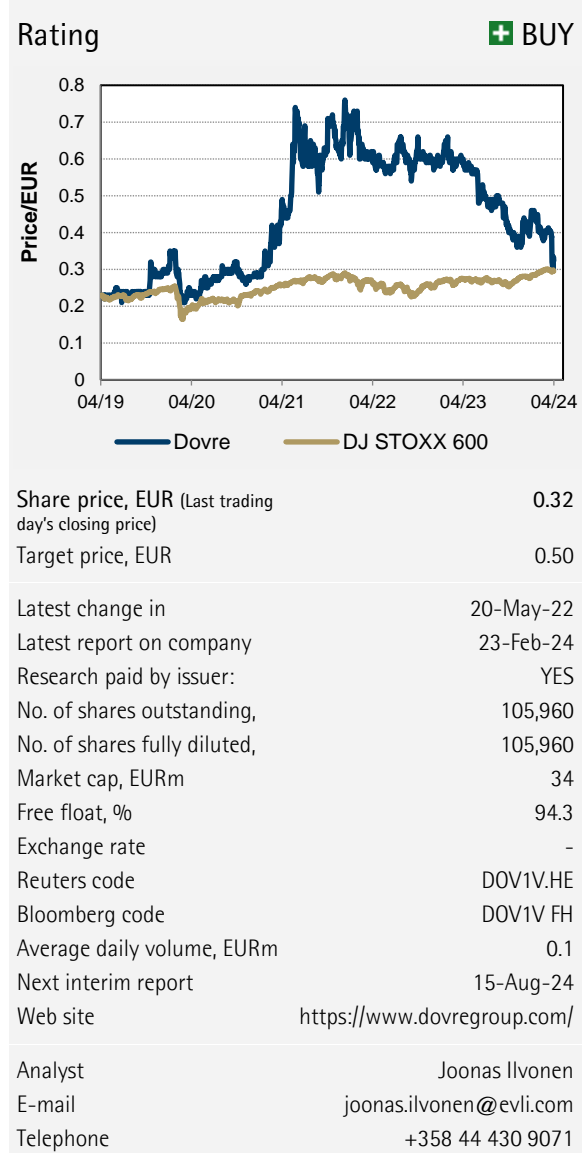 Rating BUY
0.8
0.7
0.6
0.5
0.4
0.3
0.2
0.1
0
Price/EUR
04/19 04/20 04/21 04/22 04/23 04/24
Dovre DJ STOXX 600
Share price, EUR (Last trading 0.32
day's closing price)
Target price, EUR 0.50
Latest change in 20-May-22
Latest report on company 23-Feb-24
Research paid by issuer: YES
No. of shares outstanding, 105,960
No. of shares fully diluted, 105,960
Market cap, EURm 34
Free float, % 94.3
Exchange rate -
Reuters code DOV1V.HE
Bloomberg code DOV1V FH
Average daily volume, EURm 0.1
Next interim report 15-Aug-24
Web site https://www.dovregroup.com/
Analyst Joonas Ilvonen
E-mail joonas.ilvonen@evli.com
Telephone +358 44 430 9071